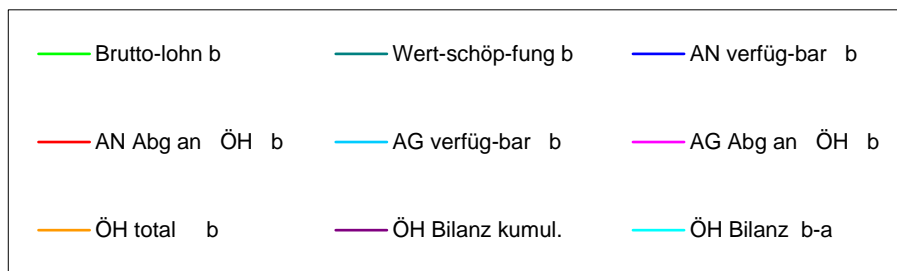 Brutto-lohn b Wert-schöp-fung b AN verfüg-bar b
AN Abg an ÖH b AG verfüg-bar b AG Abg an ÖH b
ÖH total b ÖH Bilanz kumul. ÖH Bilanz b-a